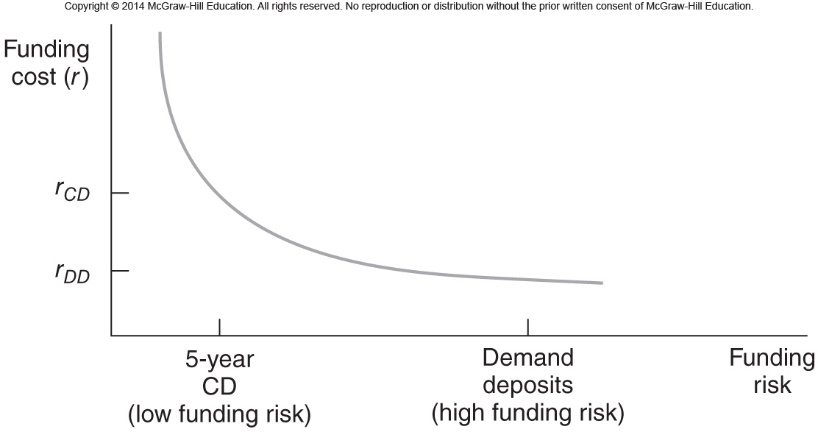 Copyright © 2014 McGraw-Hill Education. All rights reserved. No reproduction or distribution without the prior written consent of McGraw-Hill Education.
Funding
cost (r)
rCD
rDD
5-year
CD
(low funding risk)
Demand
deposits
(high funding risk)
Funding
risk